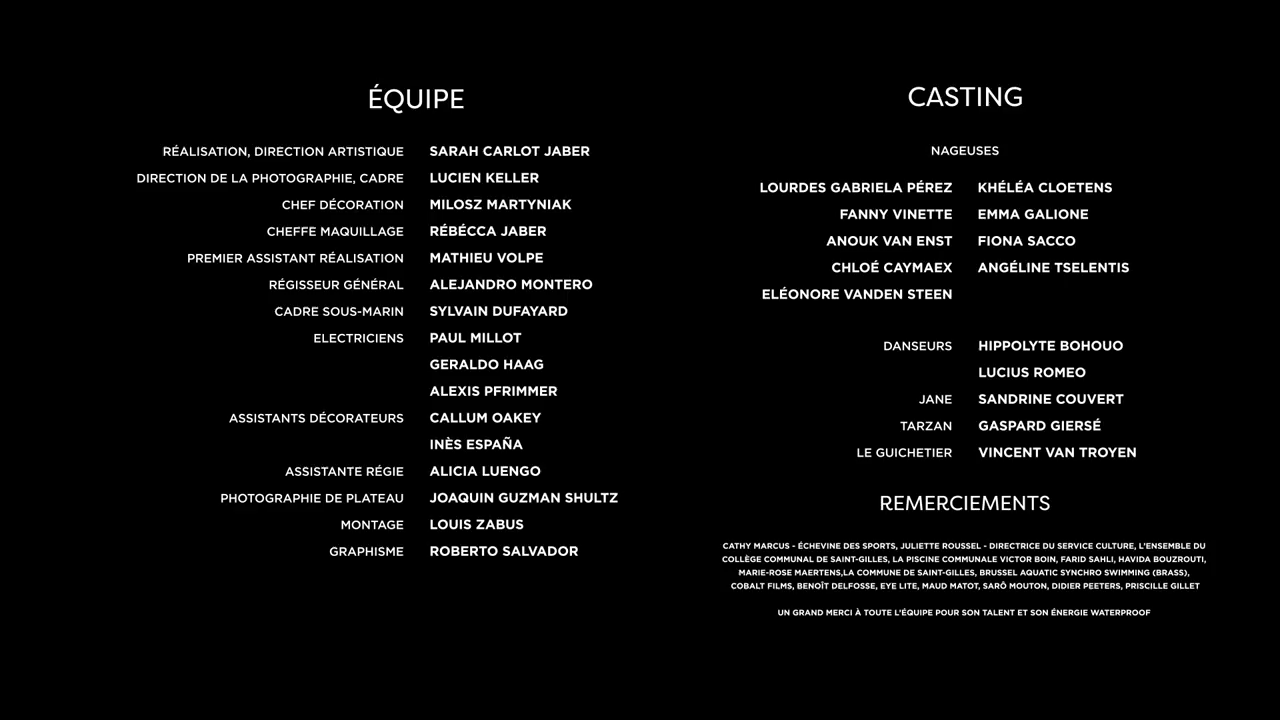 ÉQUIPE
RÉALISATION, DIRECTION ARTISTIQUE SARAH CARLOT JABER
DIRECTION DE LA PHOTOGRAPHIE, CADRE LUCIEN KELLER
CHEF DÉCORATION MILOSZ MARTYNIAK
CHEFFE MAQUILLAGE RÉBÉCCA JABER
PREMIER ASSISTANT RÉALISATION MATHIEU VOLPE
RÉGISSEUR GÉNÉRAL ALEJANDRO MONTERO
CADRE SOUS-MARIN SYLVAIN DUFAYARD
ELECTRICIENS PAUL MILLOT
GERALDO HAAG
ALEXIS PFRIMMER
ASSISTANTS DÉCORATEURS CALLUM OAKEY
INÈS ESPAÑA
ASSISTANTE RÉGIE ALICIA LUENGO
PHOTOGRAPHIE DE PLATEAU JOAQUIN GUZMAN SHULTZ
MONTAGE LOUIS ZABUS
GRAPHISME ROBERTO SALVADOR
CASTING
NAGEUSES
LOURDES GABRIELA PÉREZ KHÉLÉA CLOETENS
FANNY VINETTE EMMA GALIONE
ANOUK VAN ENST FIONA SACCO
CHLOÉ CAYMAEX ANGÉLINE TSELENTIS
ELÉONORE VANDEN STEEN
DANSEURS HIPPOLYTE BOHOUO
LUCIUS ROMEO
JANE SANDRINE COUVERT
TARZAN GASPARD GIERSÉ
LE GUICHETIER VINCENT VAN TROYEN
REMERCIEMENTS
CATHY MARCUS - ÉCHEVINE DES SPORTS, JULIETTE ROUSSEL - DIRECTRICE DU SERVICE CULTURE, L'ENSEMBLE DU
COLLÈGE COMMUNAL DE SAINT-GILLES, LA PISCINE COMMUNALE VICTOR BOIN, FARID SAHLI, HAVIDA BOUZROUTI,
MARIE-ROSE MAERTENS,LA COMMUNE DE SAINT-GILLES, BRUSSEL AQUATIC SYNCHRO SWIMMING (BRASS),
COBALT FILMS, BENOÎT DELFOSSE, EYE LITE, MAUD MATOT, SARÔ MOUTON, DIDIER PEETERS, PRISCILLE GILLET
UN GRAND MERCI À TOUTE L'ÉQUIPE POUR SON TALENT ET SON ÉNERGIE WATERPROOF